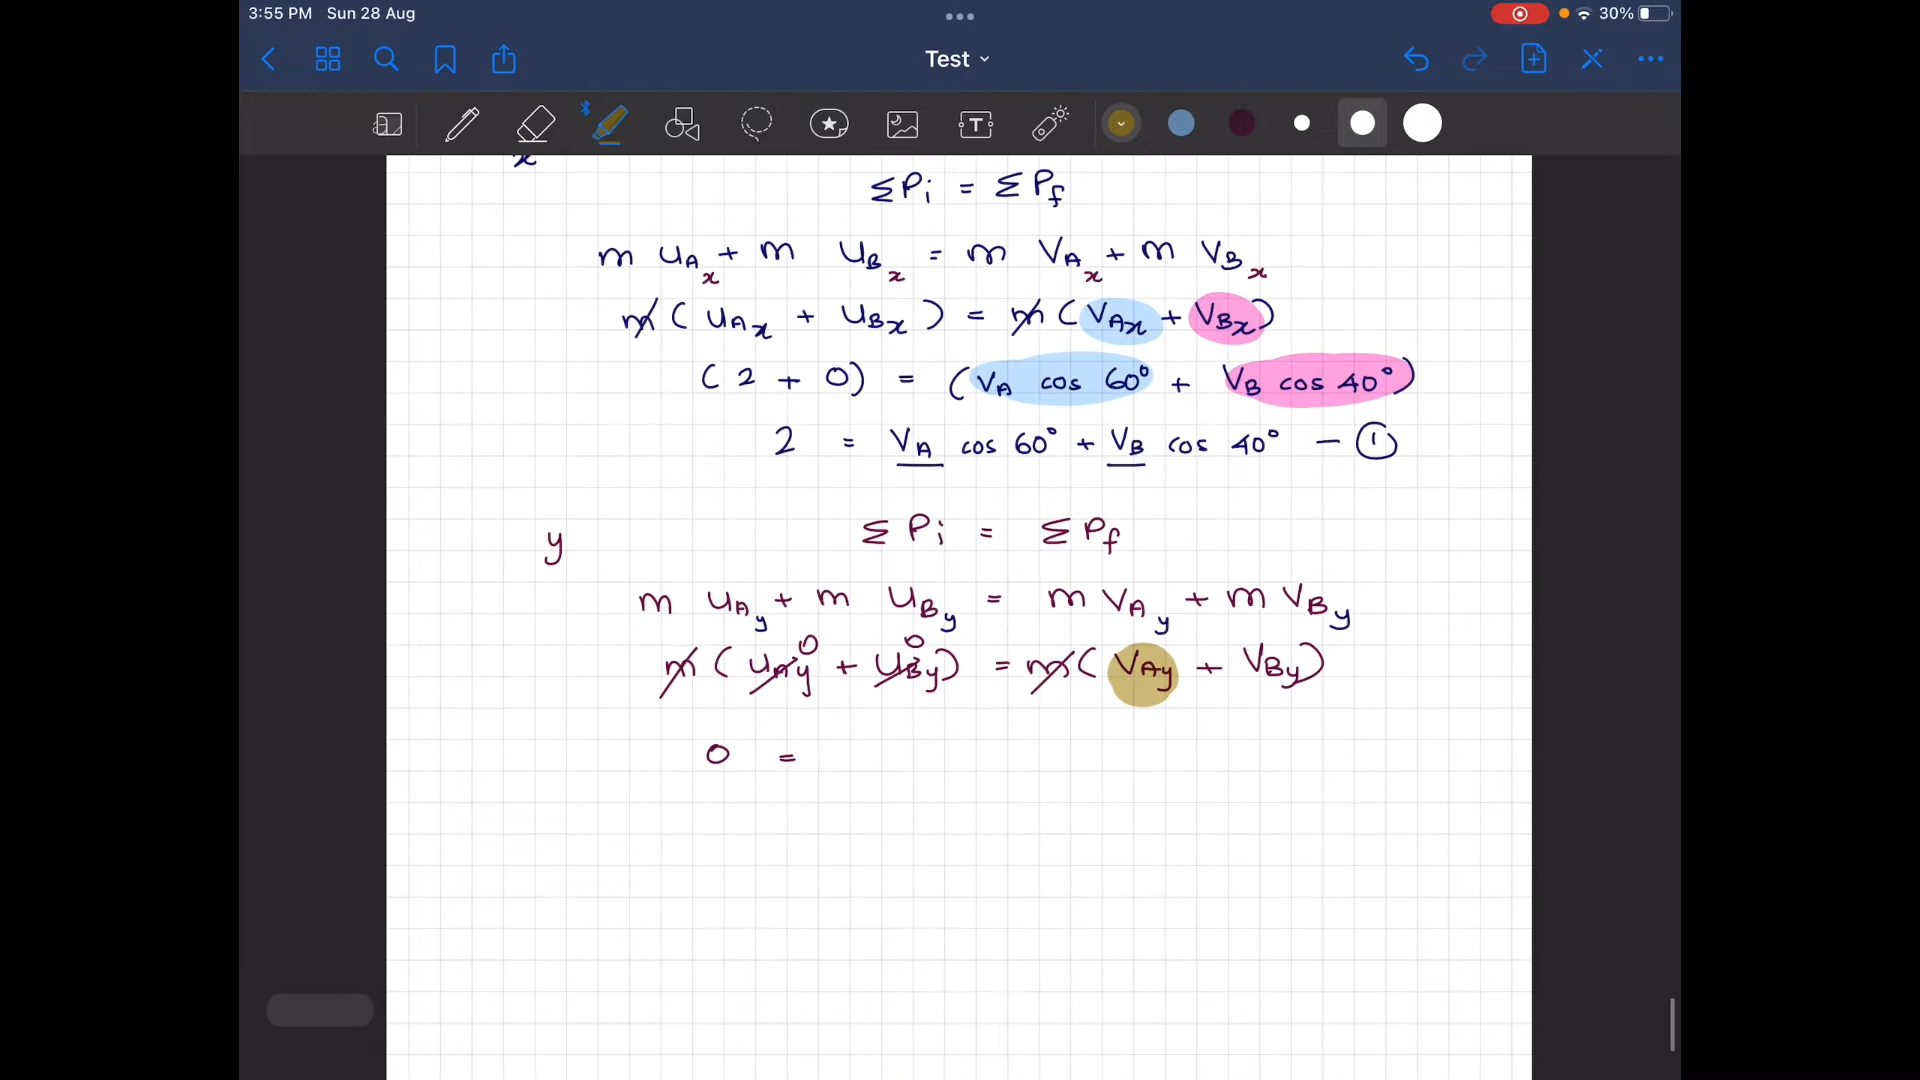 3:55 PM Sun 28 Aug
30%
Test
T
x
ΣPi = ΣPf
m uAx + m uBx = m VAx + m VBx
m(uAx + uBx) = m(VAx + VBx)
(2 + 0) = (VA cos 60° + VB cos 40°)
2 = VA cos 60° + VB cos 40° – ①
y ΣPi = ΣPf
m uAy + m uBy = m VAy + m VBy
0 0
m(uAy + uBy) = m(VAy + VBy)
0 =